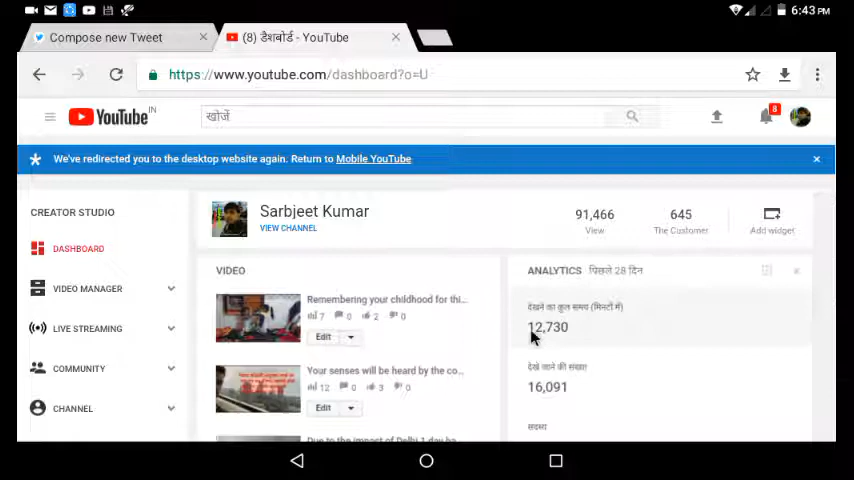 6:43 PM
Compose new Tweet
(8) डैशबोर्ड - YouTube
https://www.youtube.com/dashboard?o=U
YouTube IN
खोजें
8
We've redirected you to the desktop website again. Return to Mobile YouTube
CREATOR STUDIO
DASHBOARD
VIDEO MANAGER
LIVE STREAMING
COMMUNITY
CHANNEL
Sarbjeet Kumar
VIEW CHANNEL
91,466
View
645
The Customer
Add widget
VIDEO
Remembering your childhood for thi...
7 0 2 0
Edit
Your senses will be heard by the co...
12 0 3 0
Edit
Due to the impact of Delhi 1 day ba...
ANALYTICS पिछले 28 दिन
देखने का कुल समय (मिनटों में)
12,730
देखे जाने की संख्या
16,091
सदस्य